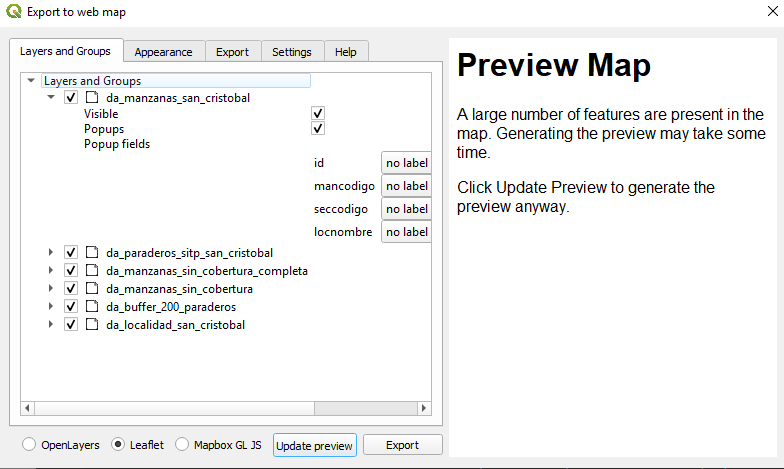 Export to web map
Layers and Groups
Appearance
Export
Settings
Help
Layers and Groups
da_manzanas_san_cristobal
Visible
Popups
Popup fields
id no label
mancodigo no label
seccodigo no label
locnombre no label
da_paraderos_sitp_san_cristobal
da_manzanas_sin_cobertura_completa
da_manzanas_sin_cobertura
da_buffer_200_paraderos
da_localidad_san_cristobal
OpenLayers
Leaflet
Mapbox GL JS
Update preview
Export
Preview Map
A large number of features are present in the
map. Generating the preview may take some
time.
Click Update Preview to generate the
preview anyway.